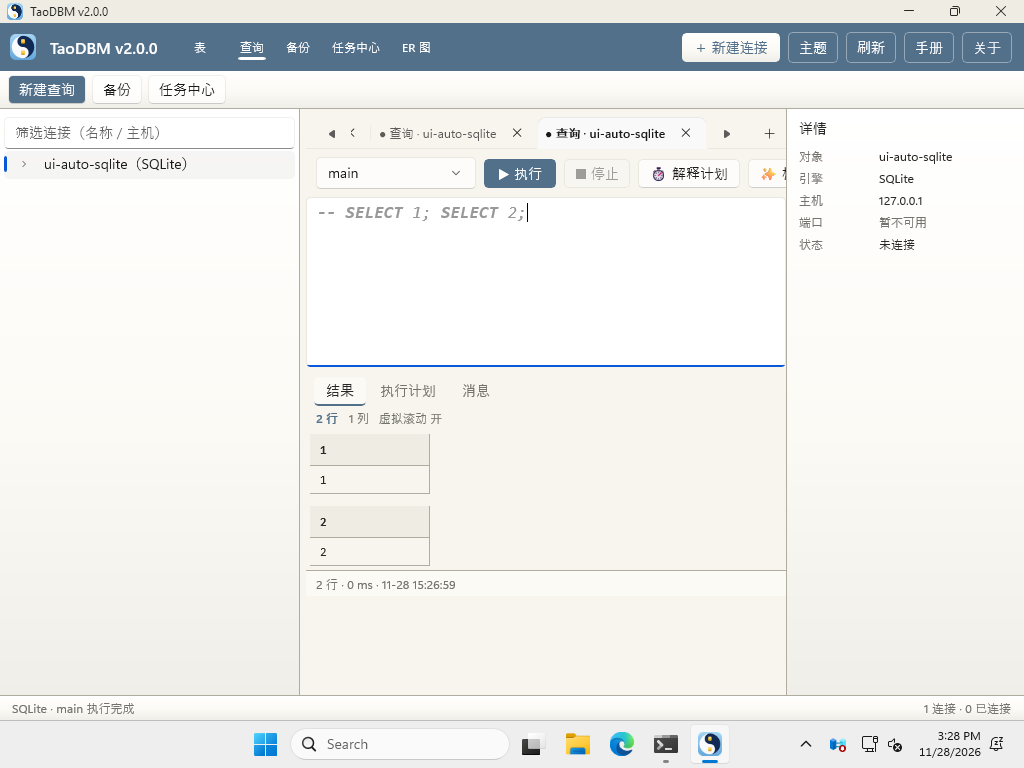 TaoDBM v2.0.0
TaoDBM v2.0.0
表
查询
备份
任务中心
ER 图
+ 新建连接
主题
刷新
手册
关于
新建查询
备份
任务中心
筛选连接（名称 / 主机）
ui-auto-sqlite（SQLite）
● 查询 · ui-auto-sqlite
● 查询 · ui-auto-sqlite
main
执行
停止
解释计划
-- SELECT 1; SELECT 2;
结果
执行计划
消息
2 行 1 列 虚拟滚动 开
1
1
2
2
2 行 · 0 ms · 11-28 15:26:59
详情
对象 ui-auto-sqlite
引擎 SQLite
主机 127.0.0.1
端口 暂不可用
状态 未连接
SQLite · main 执行完成
1 连接 · 0 已连接
Search
3:28 PM
11/28/2026